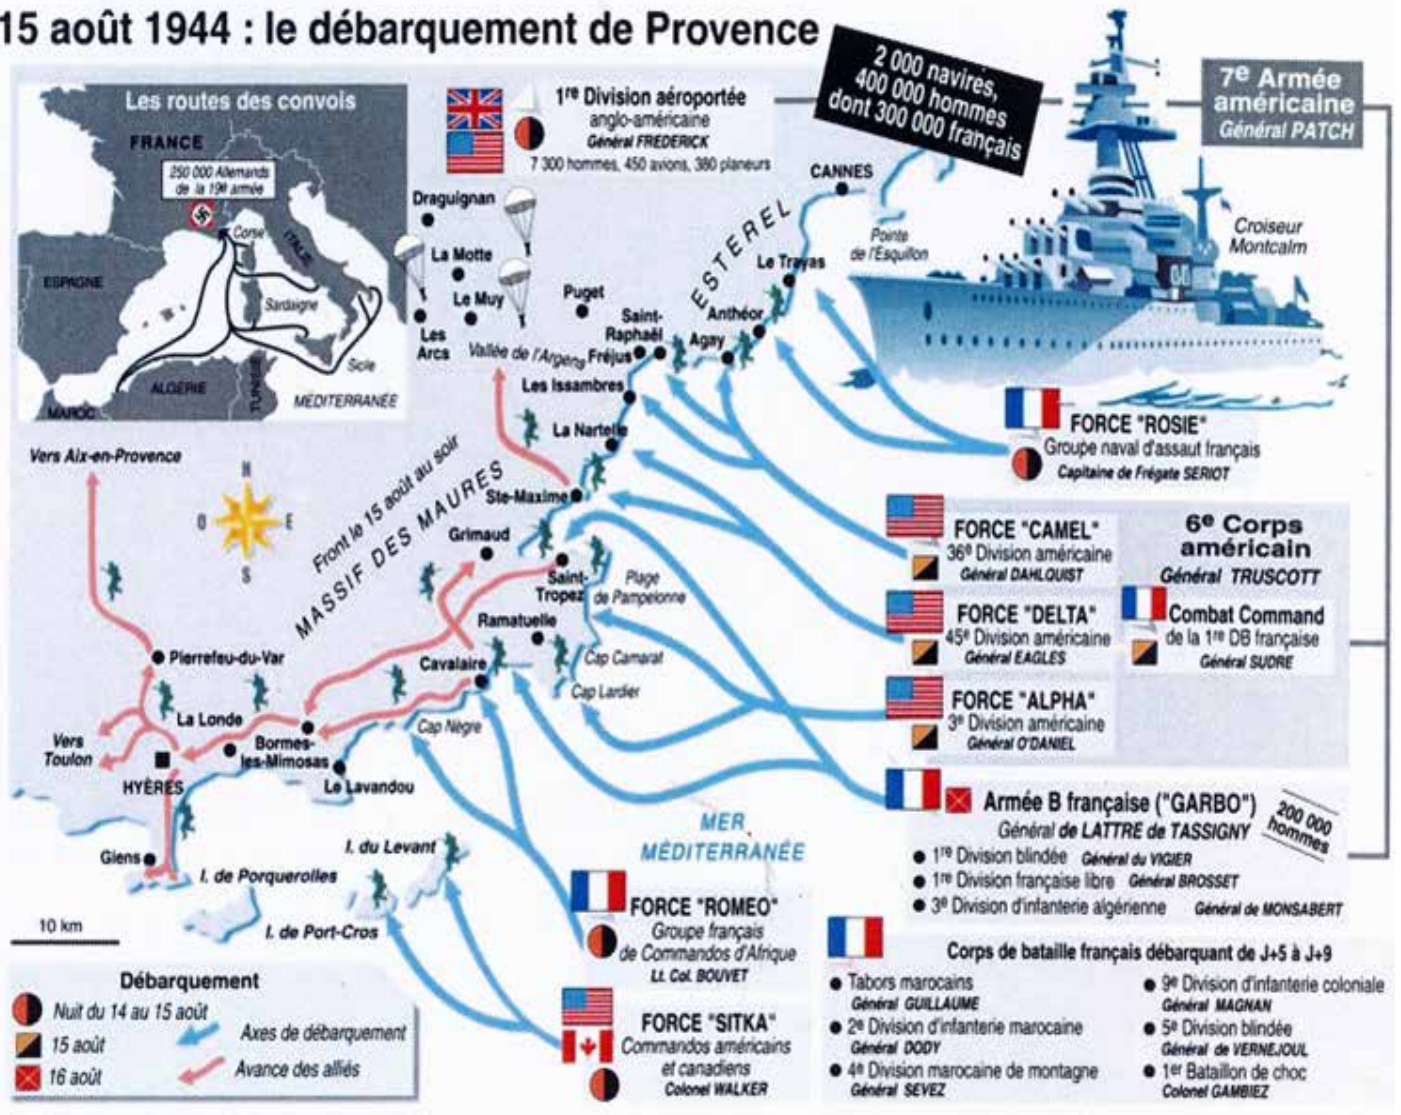 15 août 1944 : le débarquement de Provence
2 000 navires,
400 000 hommes
dont 300 000 français
7e Armée
américaine
Général PATCH
Les routes des convois
FRANCE
250 000 Allemands
de la 19e armée
Corse
ITALIE
ESPAGNE
Sardaigne
Sicile
ALGÉRIE
TUNISIE
MAROC
MÉDITERRANÉE
1re Division aéroportée
anglo-américaine
Général FREDERICK
7 300 hommes, 450 avions, 380 planeurs
Croiseur
Montcalm
CANNES
Pointe
de l'Esquillon
ESTEREL
Le Trayas
Draguignan
La Motte
Le Muy
Les
Arcs
Puget
Vallée de l'Argens
Saint-
Raphaël
Fréjus
Agay
Anthéor
Les Issambres
La Nartelle
Ste-Maxime
Vers Aix-en-Provence
N
O
E
S
Front le 15 août au soir
MASSIF DES MAURES
Grimaud
Saint-
Tropez
Plage
de Pampelonne
Ramatuelle
Cap Camarat
Cap Lardier
Cavalaire
Cap Nègre
Pierrefeu-du-Var
La Londe
Bormes-
les-Mimosas
Le Lavandou
Vers
Toulon
HYÈRES
Giens
I. du Levant
I. de Porquerolles
I. de Port-Cros
10 km
MER
MÉDITERRANÉE
FORCE "ROSIE"
Groupe naval d'assaut français
Capitaine de Frégate SERIOT
FORCE "CAMEL"
36e Division américaine
Général DAHLQUIST
6e Corps
américain
Général TRUSCOTT
FORCE "DELTA"
45e Division américaine
Général EAGLES
Combat Command
de la 1re DB française
Général SUDRE
FORCE "ALPHA"
3e Division américaine
Général O'DANIEL
Armée B française ("GARBO")
Général de LATTRE de TASSIGNY
200 000
hommes
1re Division blindée Général du VIGIER
1re Division française libre Général BROSSET
3e Division d'infanterie algérienne Général de MONSABERT
FORCE "ROMEO"
Groupe français
de Commandos d'Afrique
Lt. Col. BOUVET
FORCE "SITKA"
Commandos américains
et canadiens
Colonel WALKER
Corps de bataille français débarquant de J+5 à J+9
Tabors marocains
Général GUILLAUME
2e Division d'infanterie marocaine
Général DODY
4e Division marocaine de montagne
Général SEVEZ
9e Division d'infanterie coloniale
Général MAGNAN
5e Division blindée
Général de VERNEJOUL
1er Bataillon de choc
Colonel GAMBIEZ
Débarquement
Nuit du 14 au 15 août
15 août
16 août
Axes de débarquement
Avance des alliés